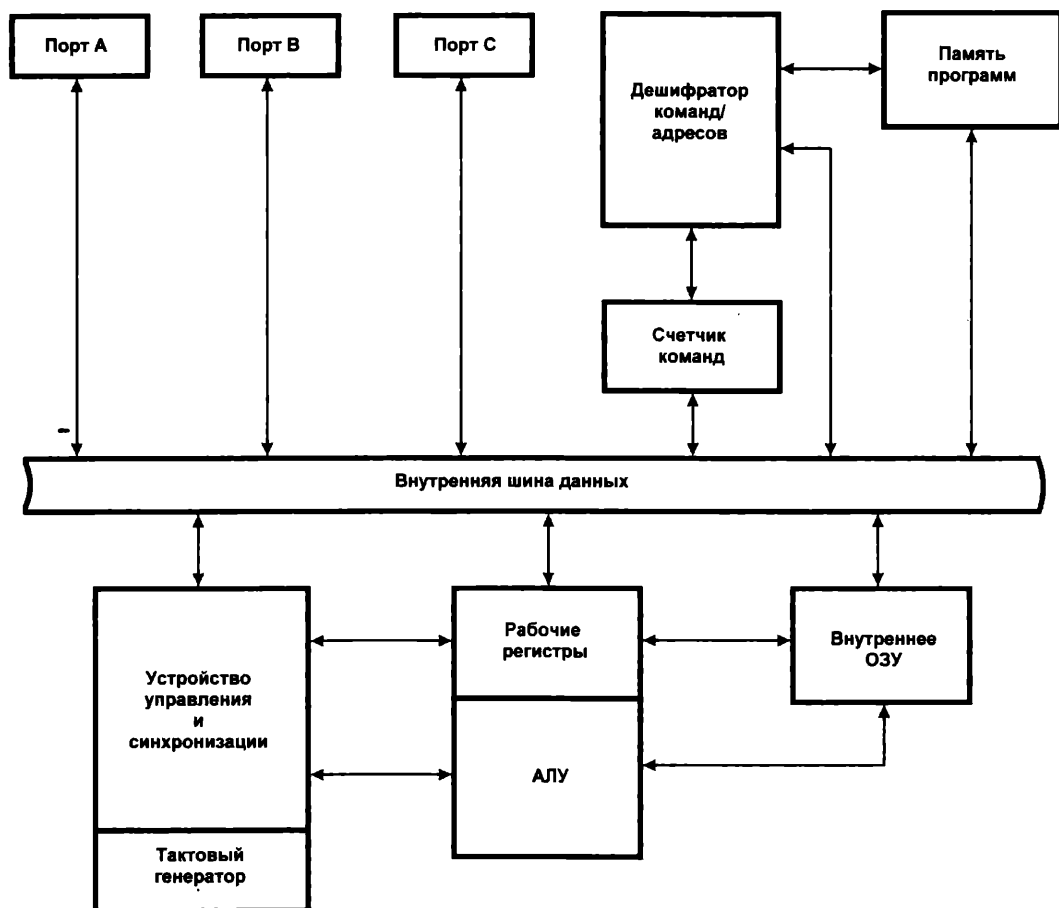 Порт A
Порт B
Порт C
Дешифратор
команд/
адресов
Память
программ
Счетчик
команд
Внутренняя шина данных
Устройство
управления
и
синхронизации
Тактовый
генератор
Рабочие
регистры
АЛУ
Внутреннее
ОЗУ